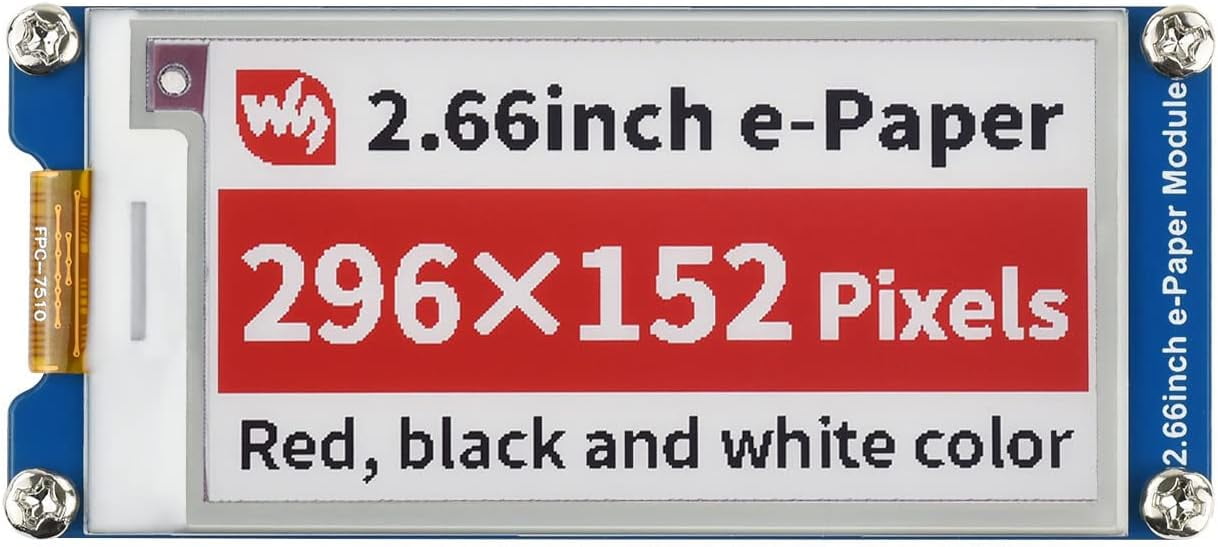 2.66inch e-Paper
296×152 Pixels
Red, black and white color
FPC-7510
2.66inch e-Paper Module